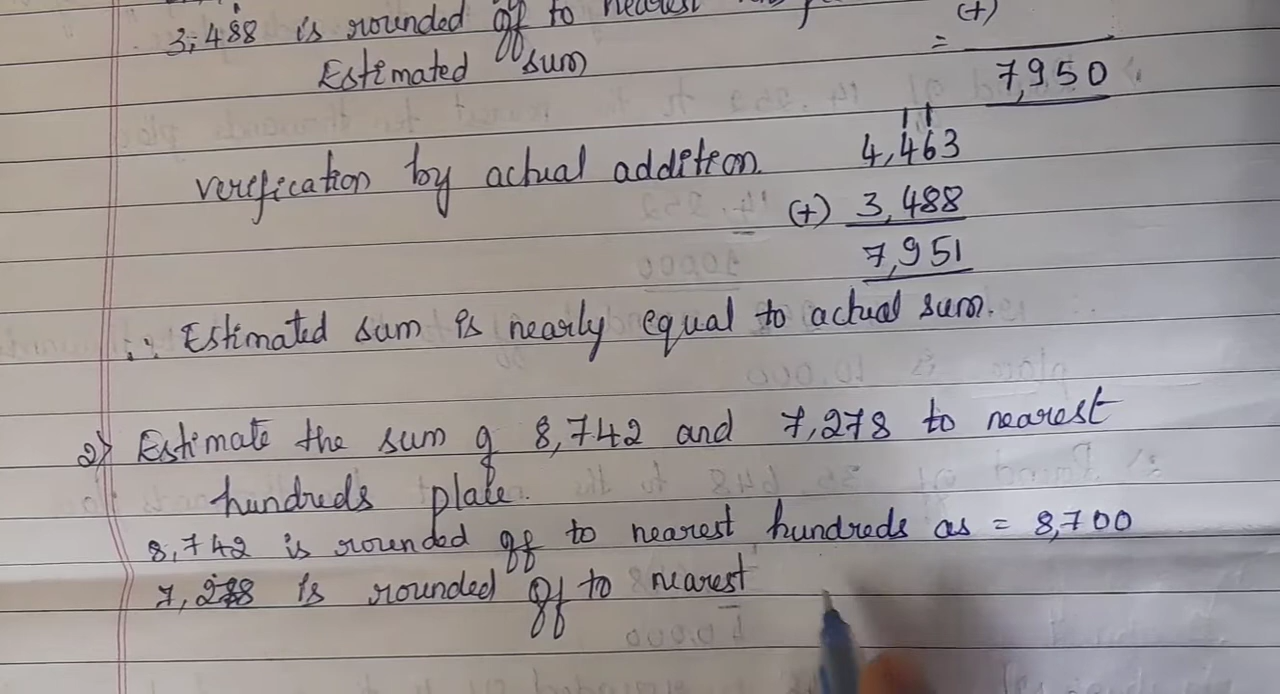 3,488 is rounded off to nearest
(+)
Estimated sum =
7,950
verification by actual addition. 4,463
(+) 3,488
7,951
∴ Estimated sum is nearly equal to actual sum.
2) Estimate the sum of 8,742 and 7,278 to nearest
hundreds place.
8,742 is rounded off to nearest hundreds as = 8,700
7,278 is rounded off to nearest